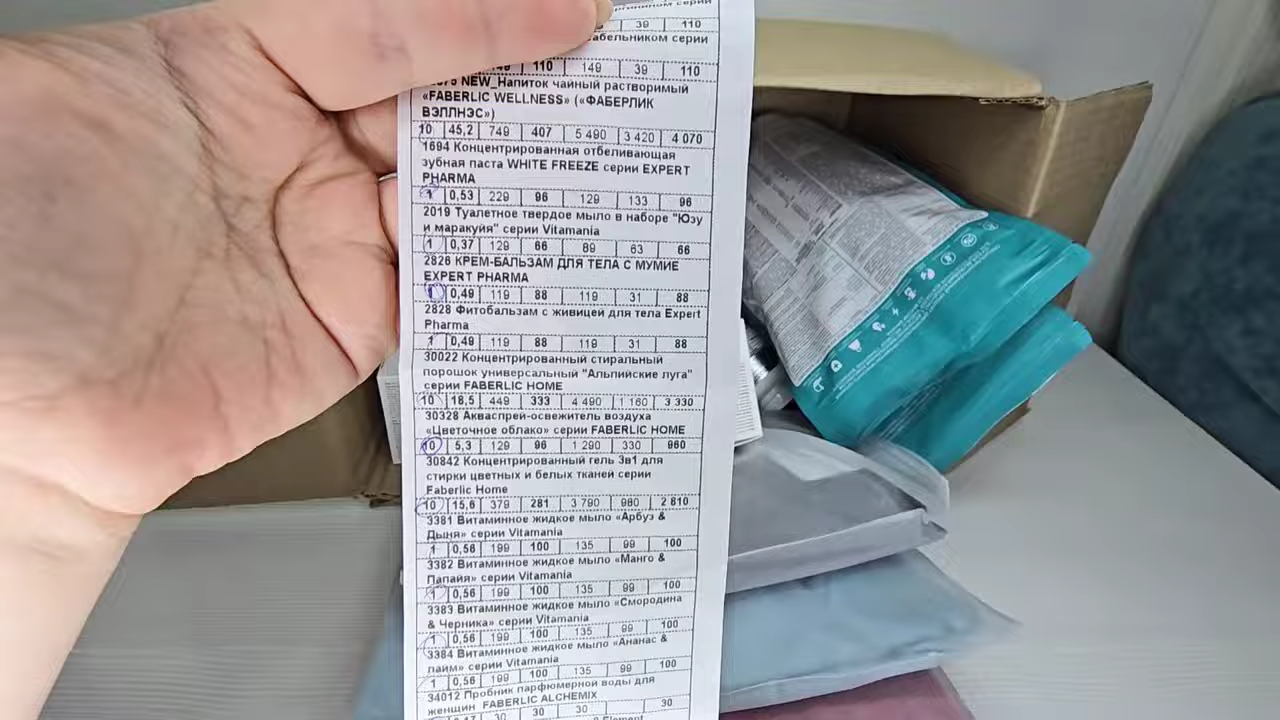 серии
39 110
серии
110 149 39 110
NEW_Напиток чайный растворимый
«FABERLIC WELLNESS» («ФАБЕРЛИК
ВЭЛЛНЭС»)
10 45,2 749 407 5 490 3 420 4 070
1694 Концентрированная отбеливающая
зубная паста WHITE FREEZE серии EXPERT
PHARMA
1 0,53 229 96 129 133 96
2019 Туалетное твердое мыло в наборе "Юзу
и маракуйя" серии Vitamania
1 0,37 129 66 89 63 66
2826 КРЕМ-БАЛЬЗАМ ДЛЯ ТЕЛА С МУМИЕ
EXPERT PHARMA
1 0,49 119 88 119 31 88
2828 Фитобальзам с живицей для тела Expert
Pharma
1 0,49 119 88 119 31 88
30022 Концентрированный стиральный
порошок универсальный "Альпийские луга"
серии FABERLIC HOME
10 18,5 449 333 4 490 1 160 3 330
30328 Акваспрей-освежитель воздуха
«Цветочное облако» серии FABERLIC HOME
10 5,3 129 96 1 290 330 960
30842 Концентрированный гель 3в1 для
стирки цветных и белых тканей серии
Faberlic Home
10 15,6 379 281 3 790 980 2 810
3381 Витаминное жидкое мыло «Арбуз &
Дыня» серии Vitamania
1 0,56 199 100 135 99 100
3382 Витаминное жидкое мыло «Манго &
Папайя» серии Vitamania
1 0,56 199 100 135 99 100
3383 Витаминное жидкое мыло «Смородина
& Черника» серии Vitamania
1 0,56 199 100 135 99 100
3384 Витаминное жидкое мыло «Ананас &
лайм» серии Vitamania
1 0,56 199 100 135 99 100
34012 Пробник парфюмерной воды для
женщин FABERLIC ALCHEMIX
30 30 30 30
Element